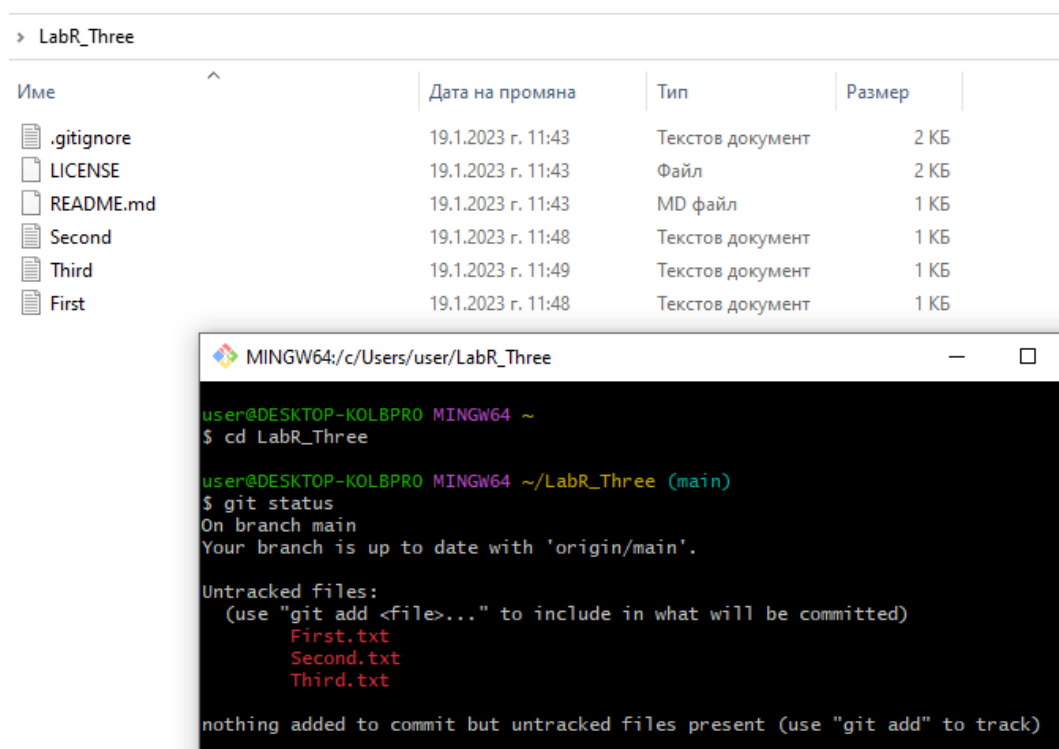 LabR_Three
Име Дата на промяна Тип Размер
.gitignore 19.1.2023 г. 11:43 Текстов документ 2 КБ
LICENSE 19.1.2023 г. 11:43 Файл 2 КБ
README.md 19.1.2023 г. 11:43 MD файл 1 КБ
Second 19.1.2023 г. 11:48 Текстов документ 1 КБ
Third 19.1.2023 г. 11:49 Текстов документ 1 КБ
First 19.1.2023 г. 11:48 Текстов документ 1 КБ
MINGW64:/c/Users/user/LabR_Three
user@DESKTOP-KOLBPRO MINGW64 ~
$ cd LabR_Three
user@DESKTOP-KOLBPRO MINGW64 ~/LabR_Three (main)
$ git status
On branch main
Your branch is up to date with 'origin/main'.
Untracked files:
(use "git add <file>..." to include in what will be committed)
First.txt
Second.txt
Third.txt
nothing added to commit but untracked files present (use "git add" to track)